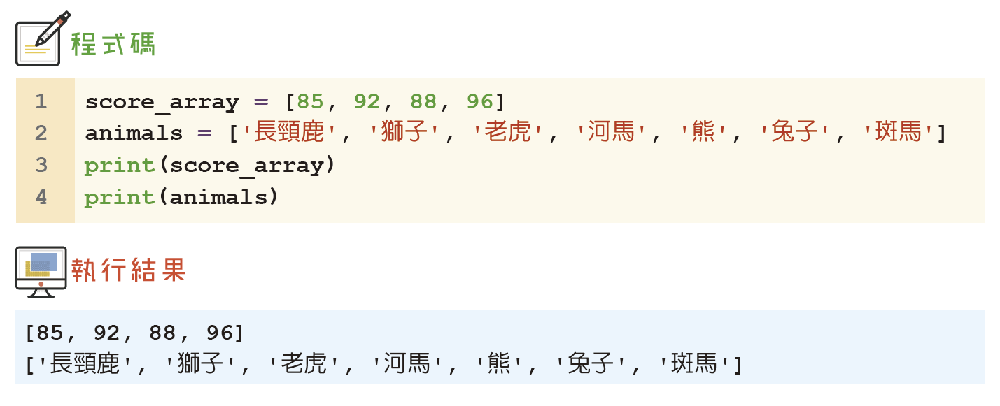 程式碼
1 score_array = [85, 92, 88, 96]
2 animals = ['長頸鹿', '獅子', '老虎', '河馬', '熊', '兔子', '斑馬']
3 print(score_array)
4 print(animals)
執行結果
[85, 92, 88, 96]
['長頸鹿', '獅子', '老虎', '河馬', '熊', '兔子', '斑馬']